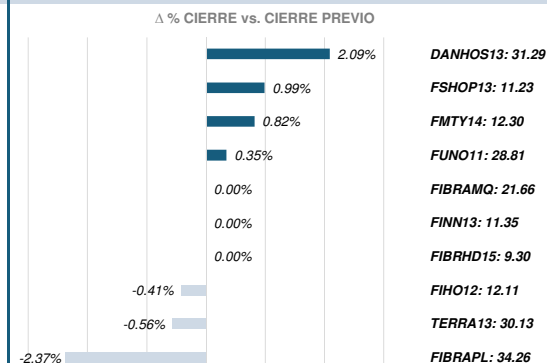 Δ % CIERRE vs. CIERRE PREVIO
2.09% DANHOS13: 31.29
0.99% FSHOP13: 11.23
0.82% FMTY14: 12.30
0.35% FUNO11: 28.81
0.00% FIBRAMQ: 21.66
0.00% FINN13: 11.35
0.00% FIBRHD15: 9.30
-0.41% FIHO12: 12.11
-0.56% TERRA13: 30.13
-2.37% FIBRAPL: 34.26